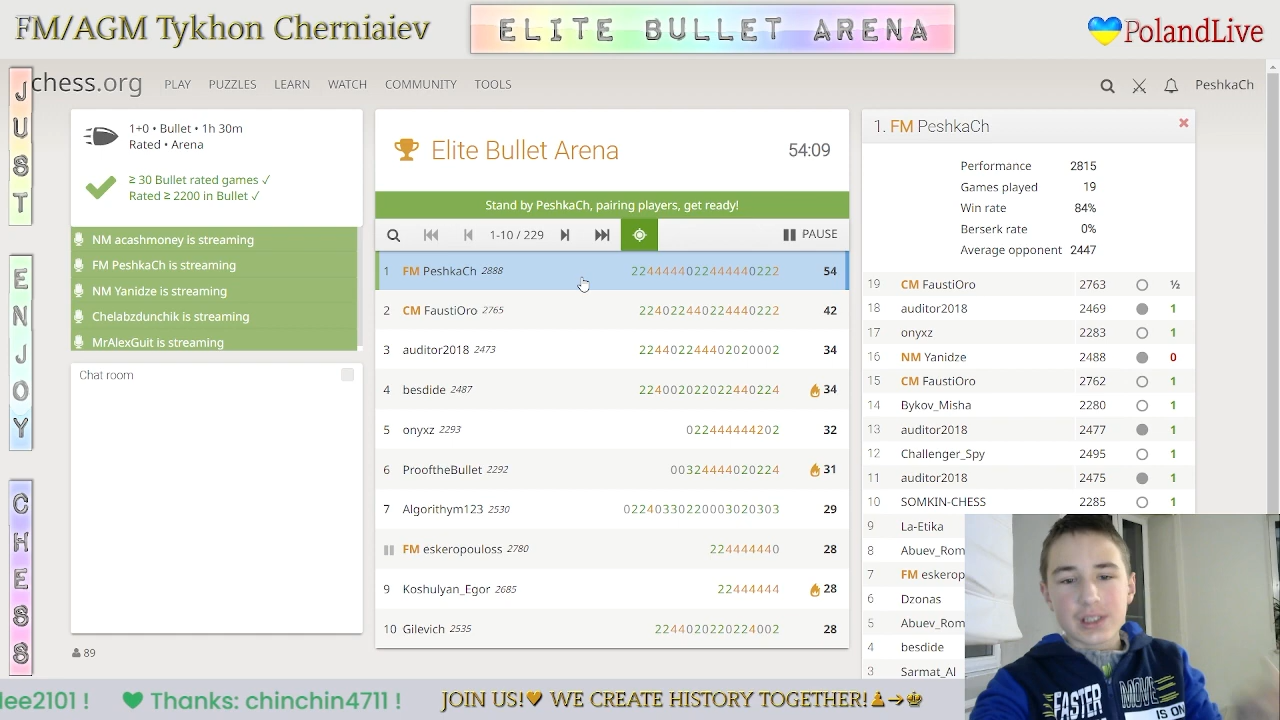 FM/AGM Tykhon Cherniaiev
ELITE BULLET ARENA
PolandLive
JUST
ENJOY
CHESS
chess.org
PLAY
PUZZLES
LEARN
WATCH
COMMUNITY
TOOLS
PeshkaCh
1+0 • Bullet • 1h 30m
Rated • Arena
≥ 30 Bullet rated games ✓
Rated ≥ 2200 in Bullet ✓
NM acashmoney is streaming
FM PeshkaCh is streaming
NM Yanidze is streaming
Chelabzdunchik is streaming
MrAlexGuit is streaming
Chat room
89
Elite Bullet Arena
54:09
Stand by PeshkaCh, pairing players, get ready!
1-10 / 229
PAUSE
1 FM PeshkaCh 2888 2244444022444440222 54
2 CM FaustiOro 2765 224022440224440222 42
3 auditor2018 2473 224402244402020002 34
4 besdide 2487 224002022022040224 34
5 onyxz 2293 022444444202 32
6 ProoftheBullet 2292 00324444020224 31
7 Algorithym123 2530 0224033022000302030​3 29
FM eskeropouloss 2780 224444440 28
9 Koshulyan_Egor 2685 22444444 28
10 Gilevich 2535 2244020220224002 28
1. FM PeshkaCh
Performance 2815
Games played 19
Win rate 84%
Berserk rate 0%
Average opponent 2447
19 CM FaustiOro 2763 ½
18 auditor2018 2469 1
17 onyxz 2283 1
16 NM Yanidze 2488 0
15 CM FaustiOro 2762 1
14 Bykov_Misha 2280 1
13 auditor2018 2477 1
12 Challenger_Spy 2495 1
11 auditor2018 2475 1
10 SOMKIN-CHESS 2285 1
9 La-Etika
8 Abuev_Rom
7 FM eskerop
6 Dzonas
5 Abuev_Rom
4 besdide
3 Sarmat_Al
FASTER
MOVE
IS ON
lee2101 !
Thanks: chinchin4711 !
JOIN US!♥ WE CREATE HISTORY TOGETHER!♟→♚